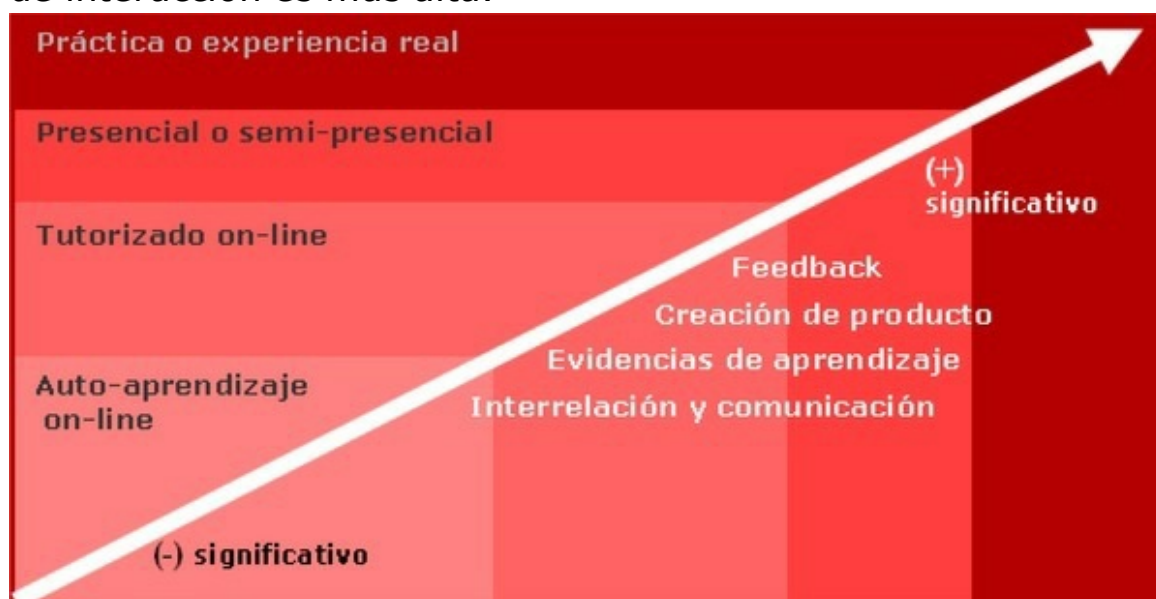 de interacción es más alta.
Práctica o experiencia real
Presencial o semi-presencial
(+)
significativo
Tutorizado on-line
Feedback
Creación de producto
Evidencias de aprendizaje
Auto-aprendizaje
on-line
Interrelación y comunicación
(-) significativo